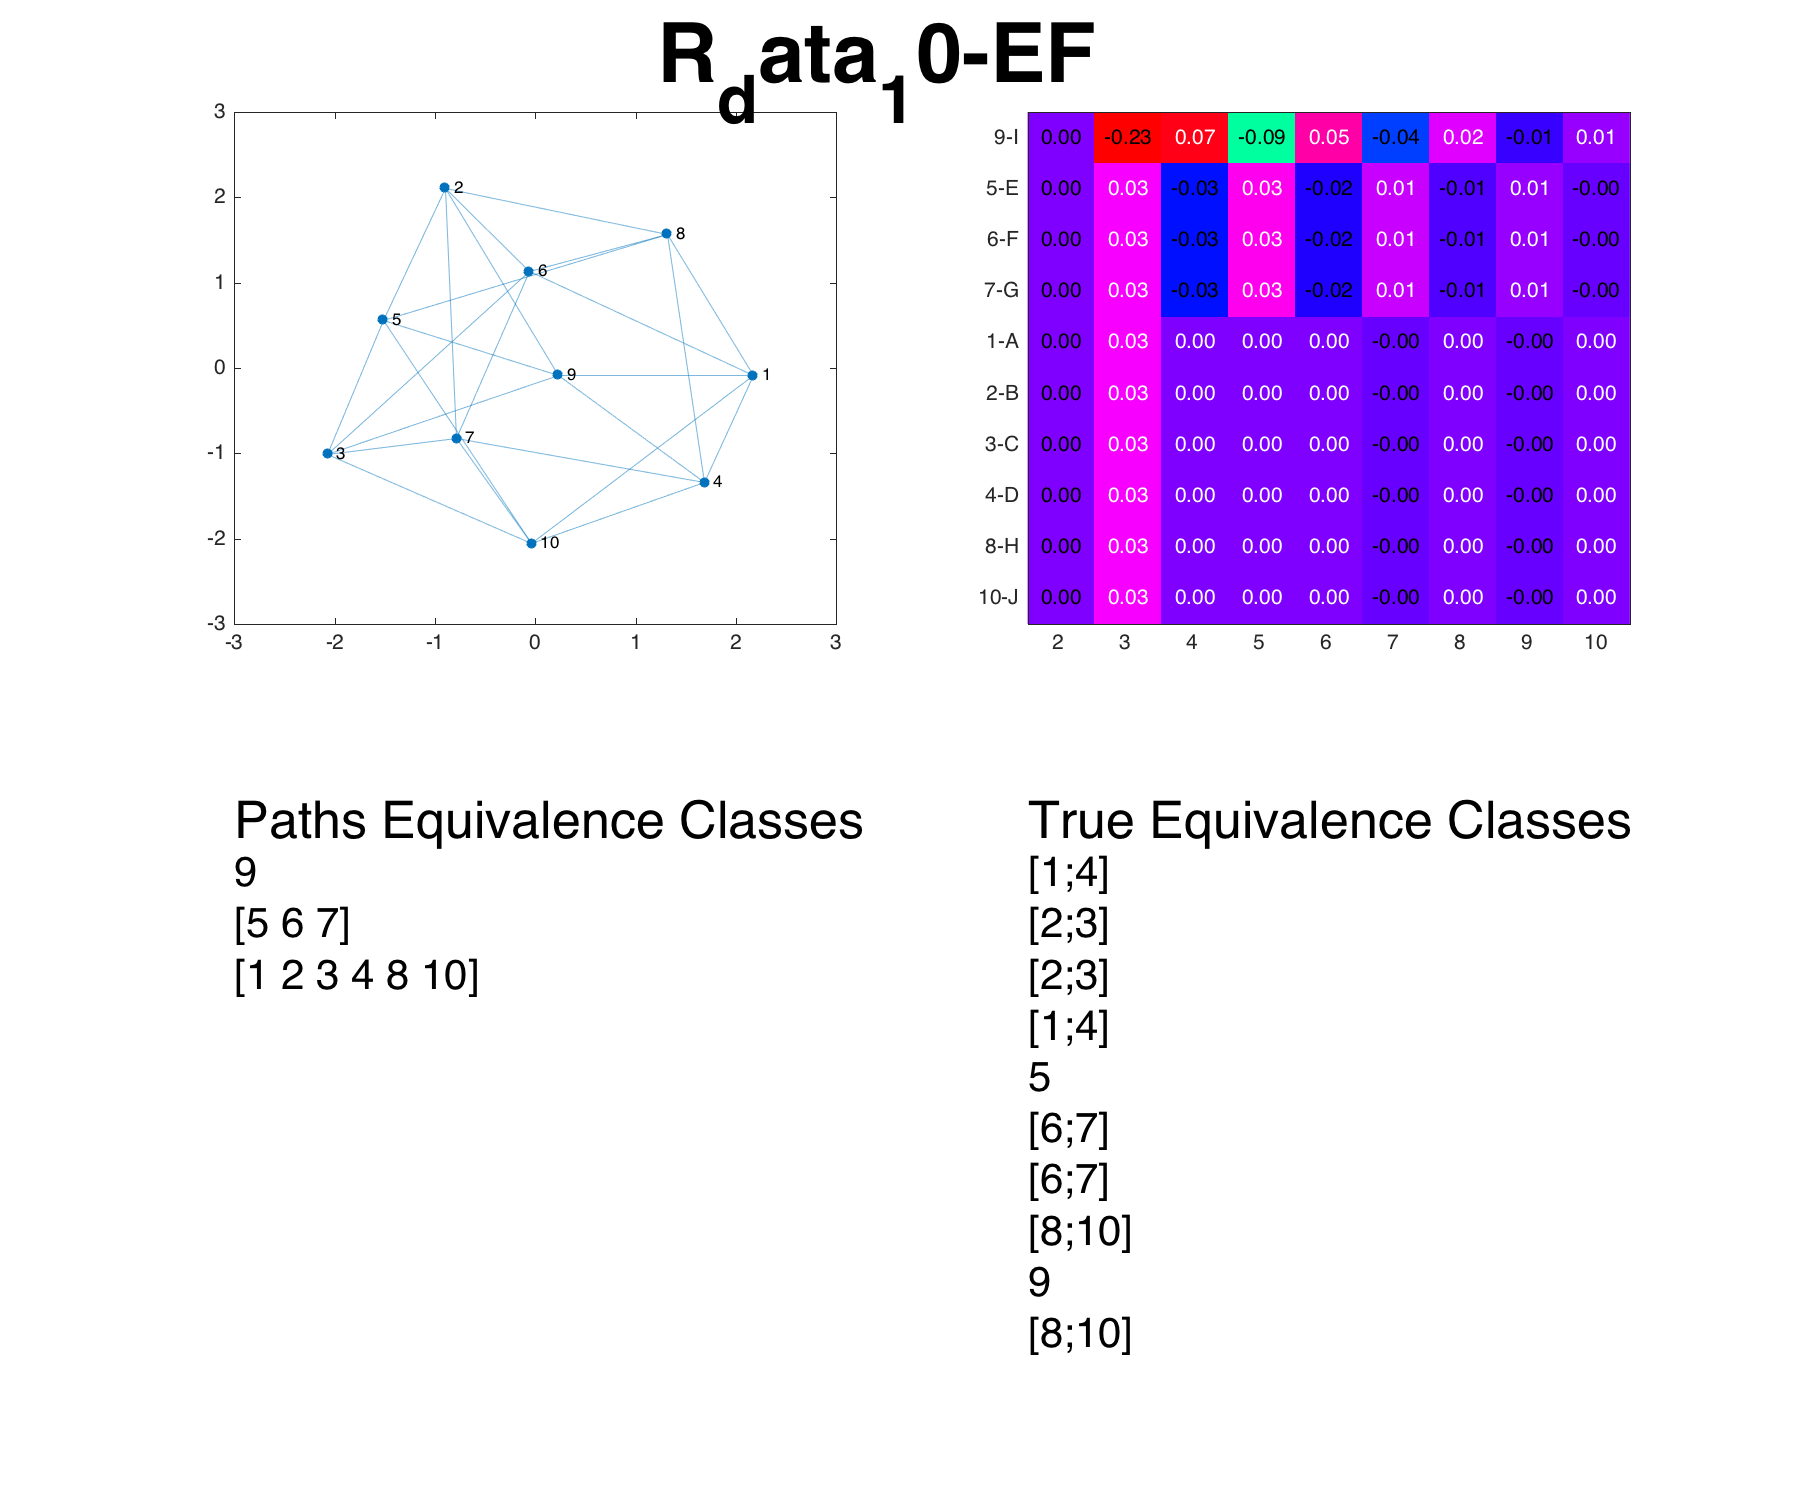 R_data_10-EF
3
2
1
0
-1
-2
-3
-3 -2 -1 0 1 2 3
2
8
6
5
9
1
7
3
4
10
9-I 0.00 -0.23 0.07 -0.09 0.05 -0.04 0.02 -0.01 0.01
5-E 0.00 0.03 -0.03 0.03 -0.02 0.01 -0.01 0.01 -0.00
6-F 0.00 0.03 -0.03 0.03 -0.02 0.01 -0.01 0.01 -0.00
7-G 0.00 0.03 -0.03 0.03 -0.02 0.01 -0.01 0.01 -0.00
1-A 0.00 0.03 0.00 0.00 0.00 -0.00 0.00 -0.00 0.00
2-B 0.00 0.03 0.00 0.00 0.00 -0.00 0.00 -0.00 0.00
3-C 0.00 0.03 0.00 0.00 0.00 -0.00 0.00 -0.00 0.00
4-D 0.00 0.03 0.00 0.00 0.00 -0.00 0.00 -0.00 0.00
8-H 0.00 0.03 0.00 0.00 0.00 -0.00 0.00 -0.00 0.00
10-J 0.00 0.03 0.00 0.00 0.00 -0.00 0.00 -0.00 0.00
2 3 4 5 6 7 8 9 10
Paths Equivalence Classes
9
[5 6 7]
[1 2 3 4 8 10]
True Equivalence Classes
[1;4]
[2;3]
[2;3]
[1;4]
5
[6;7]
[6;7]
[8;10]
9
[8;10]